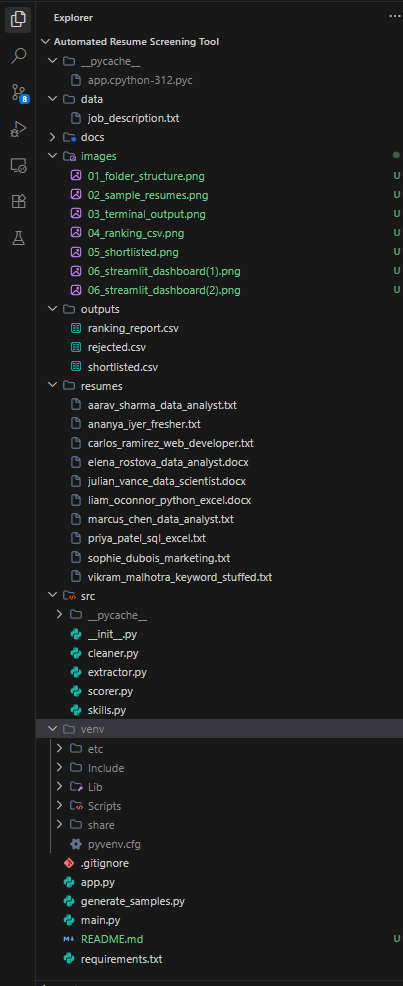 Explorer
Automated Resume Screening Tool
__pycache__
app.cpython-312.pyc
data
job_description.txt
docs
8
images
01_folder_structure.png U
02_sample_resumes.png U
03_terminal_output.png U
04_ranking_csv.png U
05_shortlisted.png U
06_streamlit_dashboard(1).png U
06_streamlit_dashboard(2).png U
outputs
ranking_report.csv
rejected.csv
shortlisted.csv
resumes
aarav_sharma_data_analyst.txt
ananya_iyer_fresher.txt
carlos_ramirez_web_developer.txt
elena_rostova_data_analyst.docx
julian_vance_data_scientist.docx
liam_oconnor_python_excel.docx
marcus_chen_data_analyst.txt
priya_patel_sql_excel.txt
sophie_dubois_marketing.txt
vikram_malhotra_keyword_stuffed.txt
src
__pycache__
__init__.py
cleaner.py
extractor.py
scorer.py
skills.py
venv
etc
Include
Lib
Scripts
share
pyvenv.cfg
.gitignore
app.py
generate_samples.py
main.py
README.md U
requirements.txt